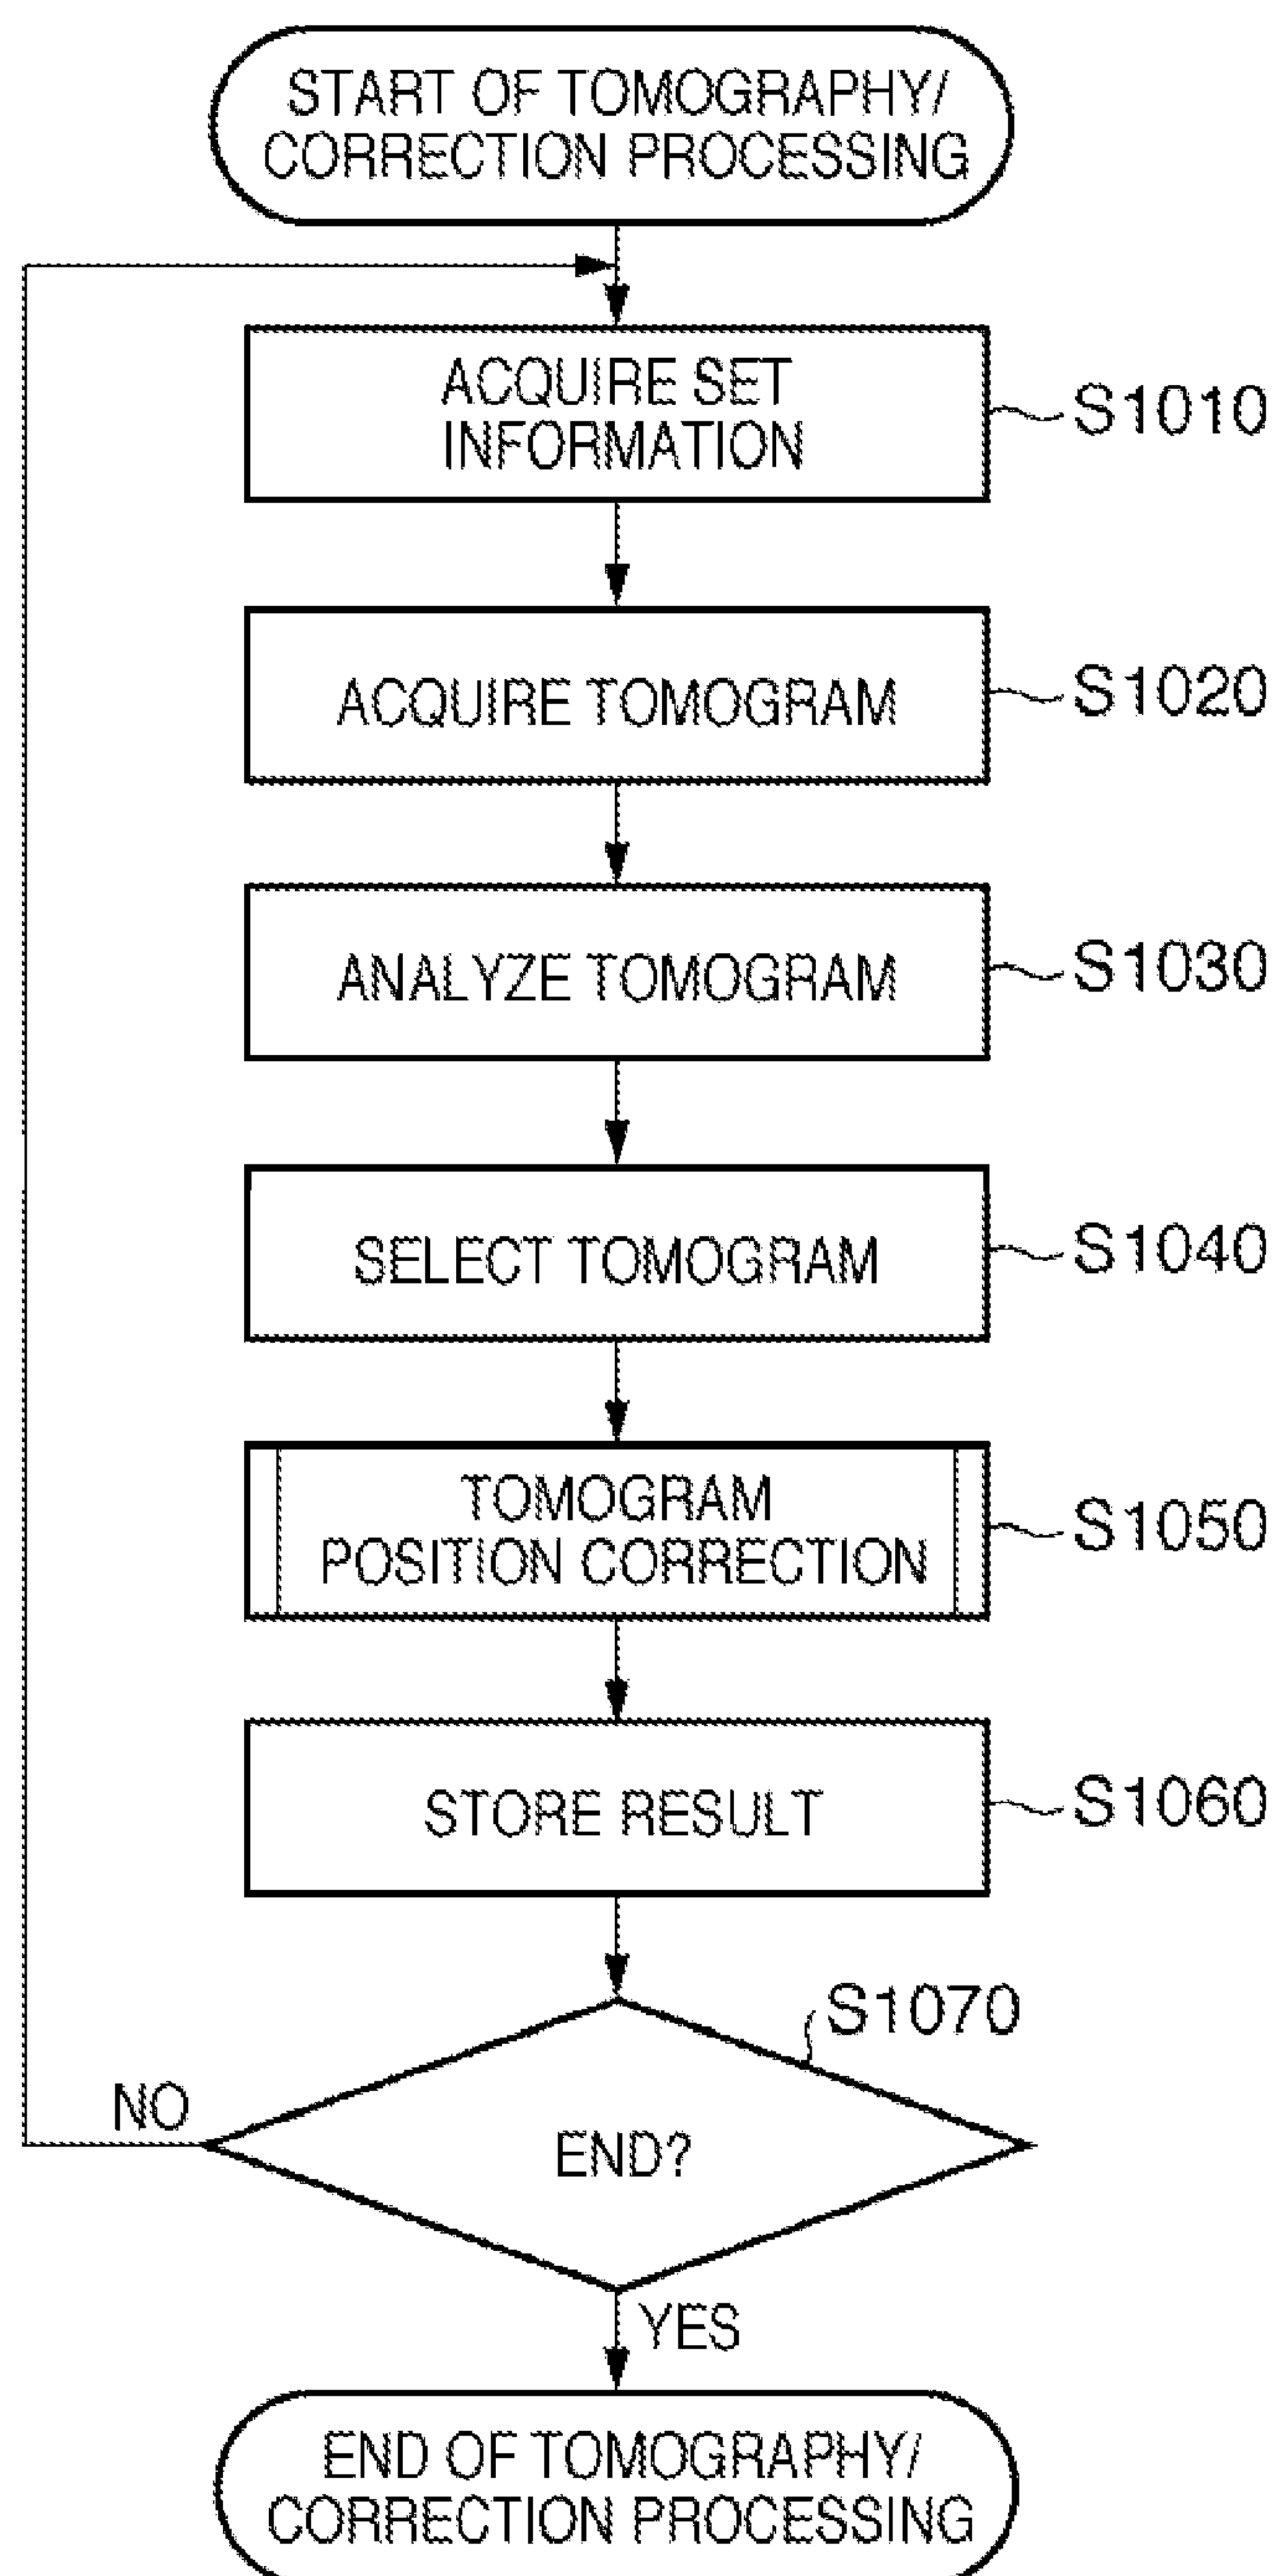 START OF TOMOGRAPHY/
CORRECTION PROCESSING
ACQUIRE SET
INFORMATION
S1010
ACQUIRE TOMOGRAM
S1020
ANALYZE TOMOGRAM
S1030
SELECT TOMOGRAM
S1040
TOMOGRAM
POSITION CORRECTION
S1050
STORE RESULT
S1060
S1070
NO
END?
YES
END OF TOMOGRAPHY/
CORRECTION PROCESSING